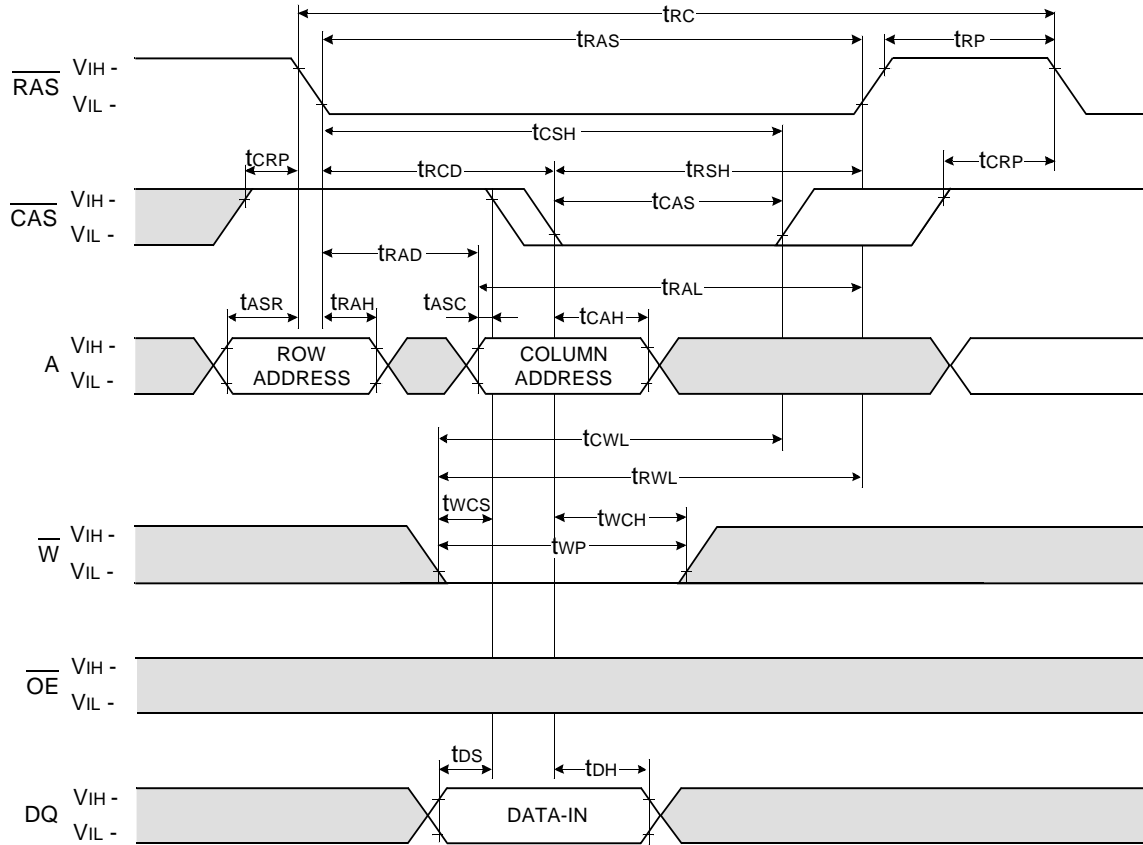 tRC
tRAS
tRP
RAS
VIH -
VIL -
tCSH
tCRP
tRCD
tRSH
tCRP
CAS
VIH -
VIL -
tCAS
tRAD
tRAL
tASR
tRAH
tASC
tCAH
A
VIH -
VIL -
ROW
ADDRESS
COLUMN
ADDRESS
tCWL
tRWL
tWCS
tWCH
W
VIH -
VIL -
tWP
OE
VIH -
VIL -
tDS
tDH
DQ
VIH -
VIL -
DATA-IN